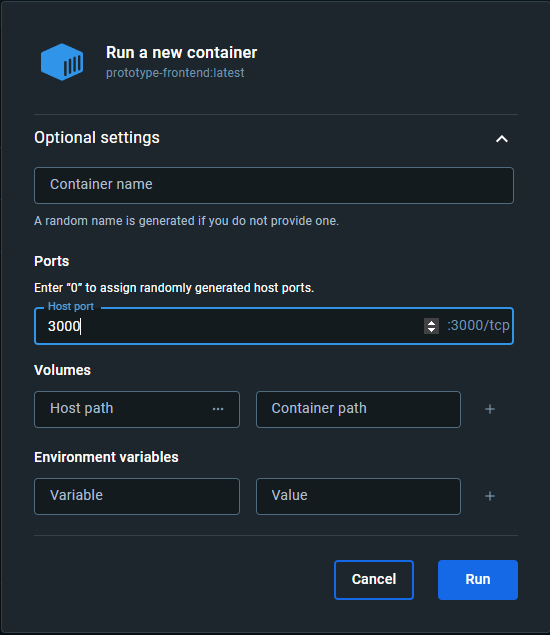 Run a new container
prototype-frontend:latest
Optional settings
Container name
A random name is generated if you do not provide one.
Ports
Enter “0” to assign randomly generated host ports.
Host port
3000 :3000/tcp
Volumes
Host path ··· Container path +
Environment variables
Variable Value +
Cancel Run